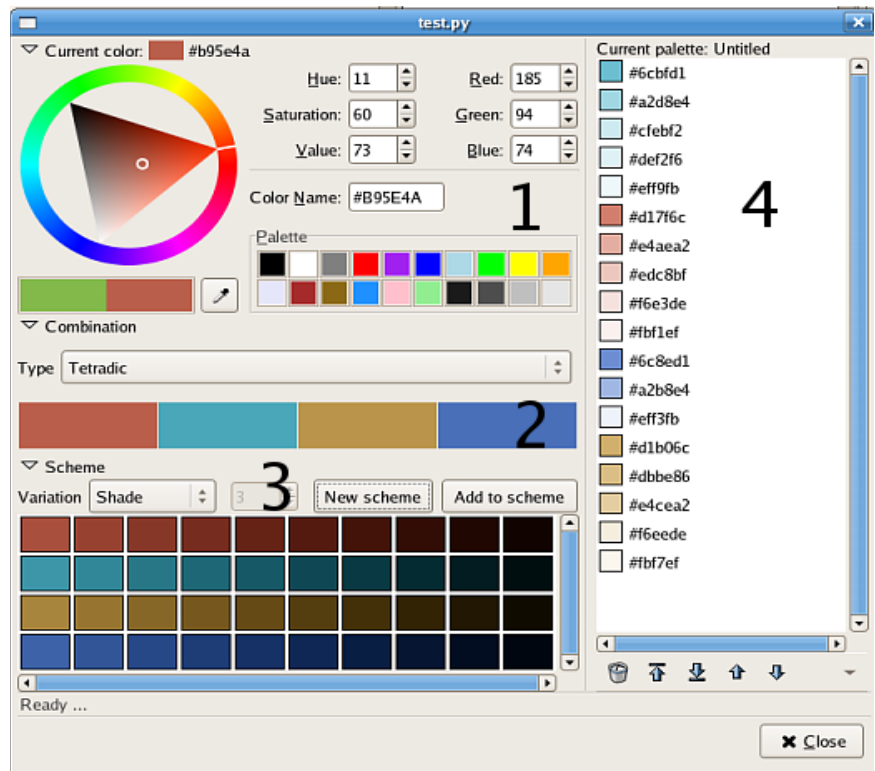 test.py
Current color: #b95e4a
Hue: 11 Red: 185
Saturation: 60 Green: 94
Value: 73 Blue: 74
Color Name: #B95E4A
1
Palette
Combination
Type Tetradic
2
Scheme
3
Variation Shade 3 New scheme Add to scheme
Ready ...
Current palette: Untitled
#6cbfd1
#a2d8e4
#cfebf2
#def2f6
#eff9fb
#d17f6c
#e4aea2
#edc8bf
#f6e3de
#fbf1ef
#6c8ed1
#a2b8e4
#eff3fb
#d1b06c
#dbbe86
#e4cea2
#f6eede
#fbf7ef
4
Close